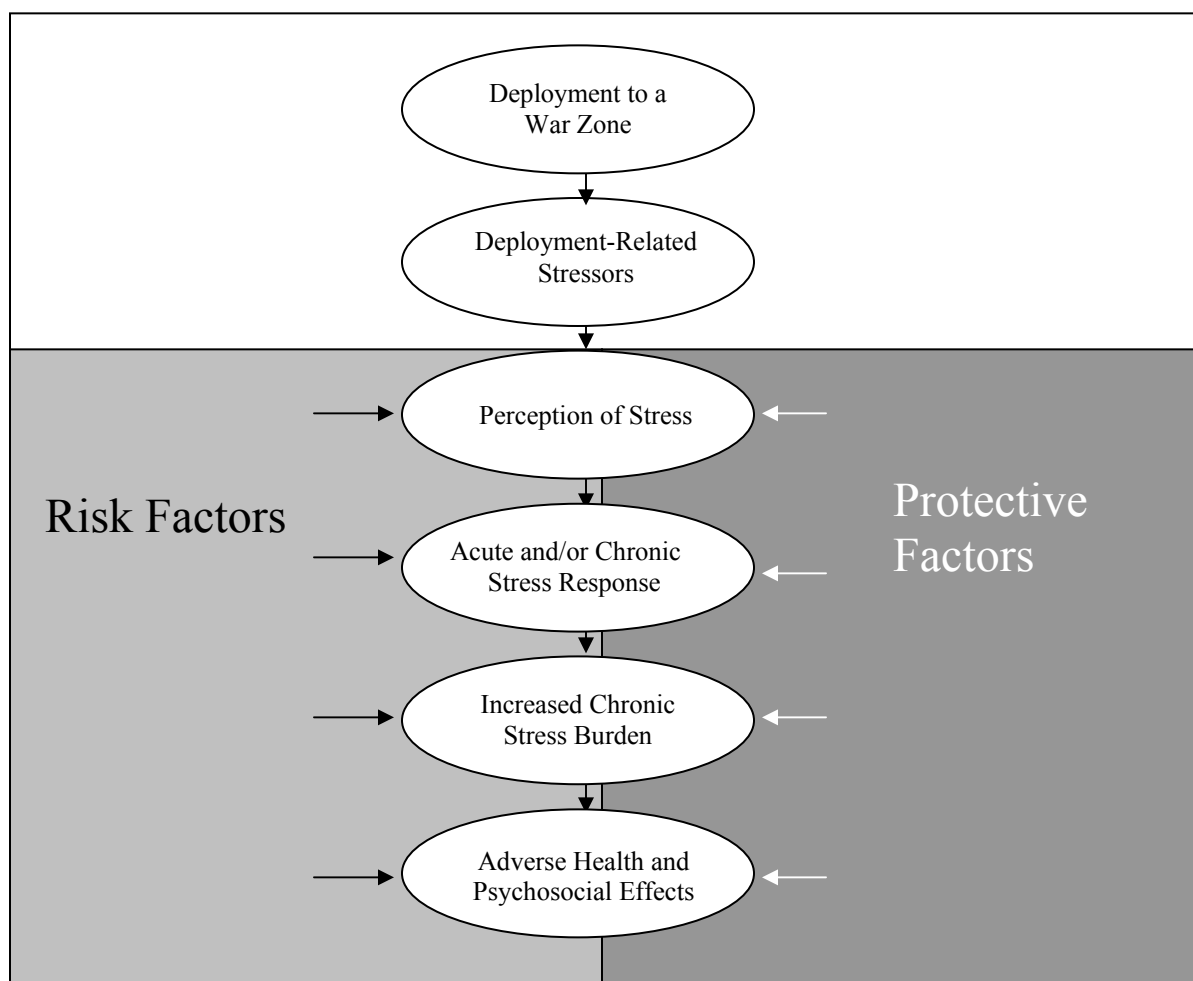 Deployment to a
War Zone
Deployment-Related
Stressors
Perception of Stress
Risk Factors
Protective
Factors
Acute and/or Chronic
Stress Response
Increased Chronic
Stress Burden
Adverse Health and
Psychosocial Effects